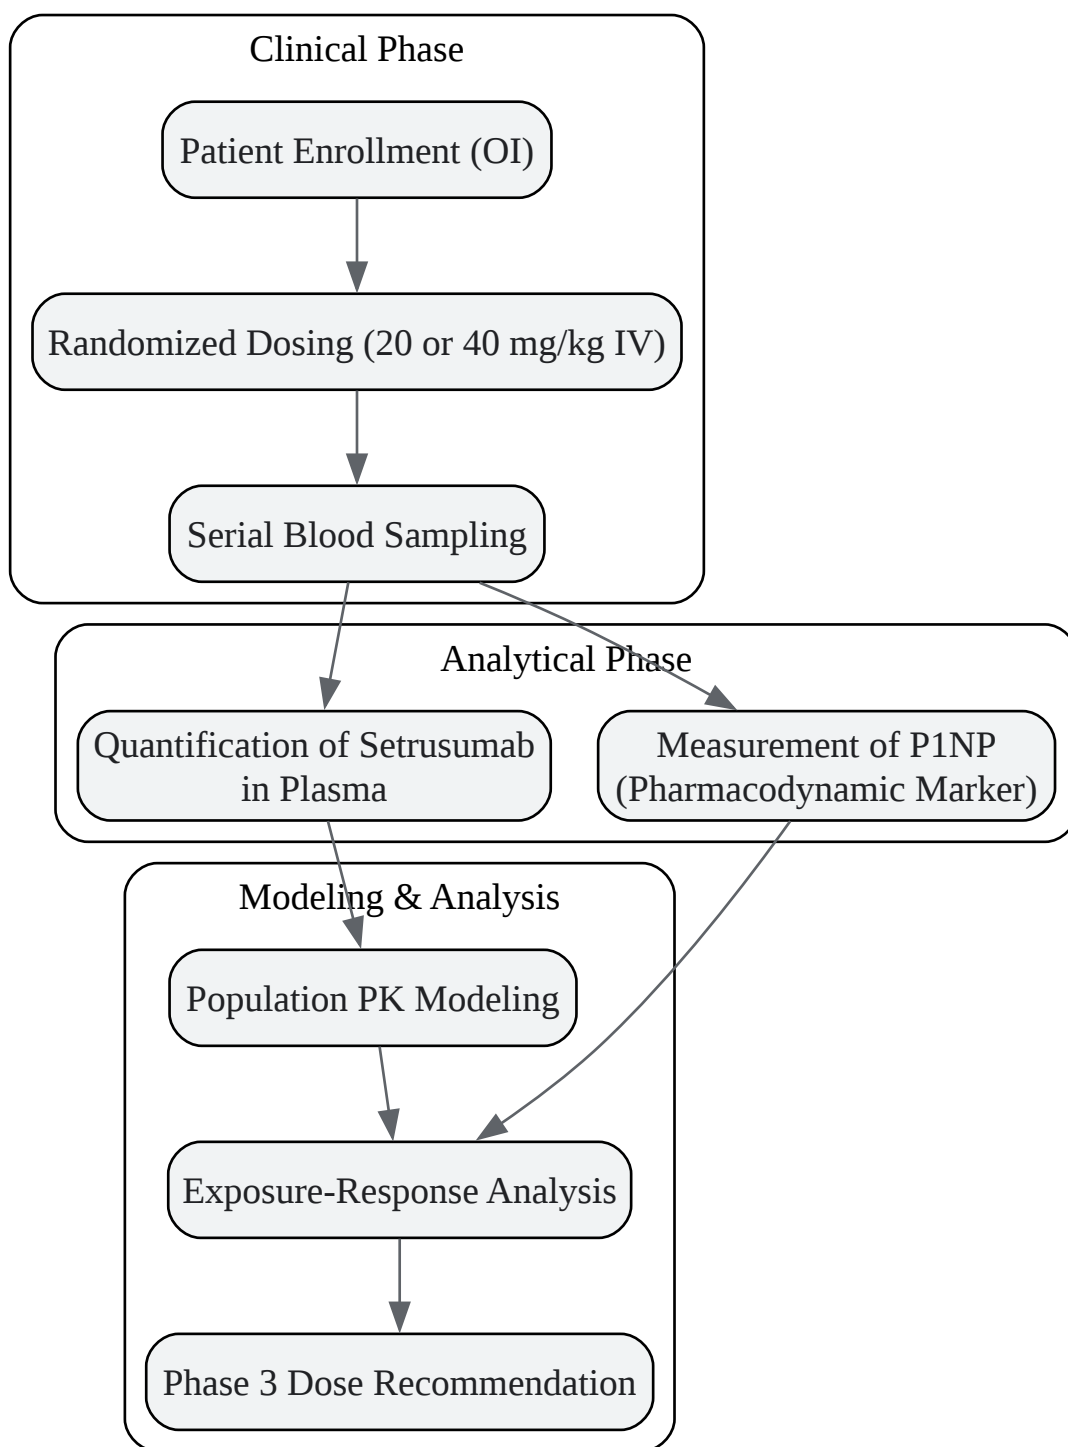 Clinical Phase
Patient Enrollment (OI)
Randomized Dosing (20 or 40 mg/kg IV)
Serial Blood Sampling
Analytical Phase
Quantification of Setrusumab
in Plasma
Measurement of P1NP
(Pharmacodynamic Marker)
Modeling & Analysis
Population PK Modeling
Exposure-Response Analysis
Phase 3 Dose Recommendation